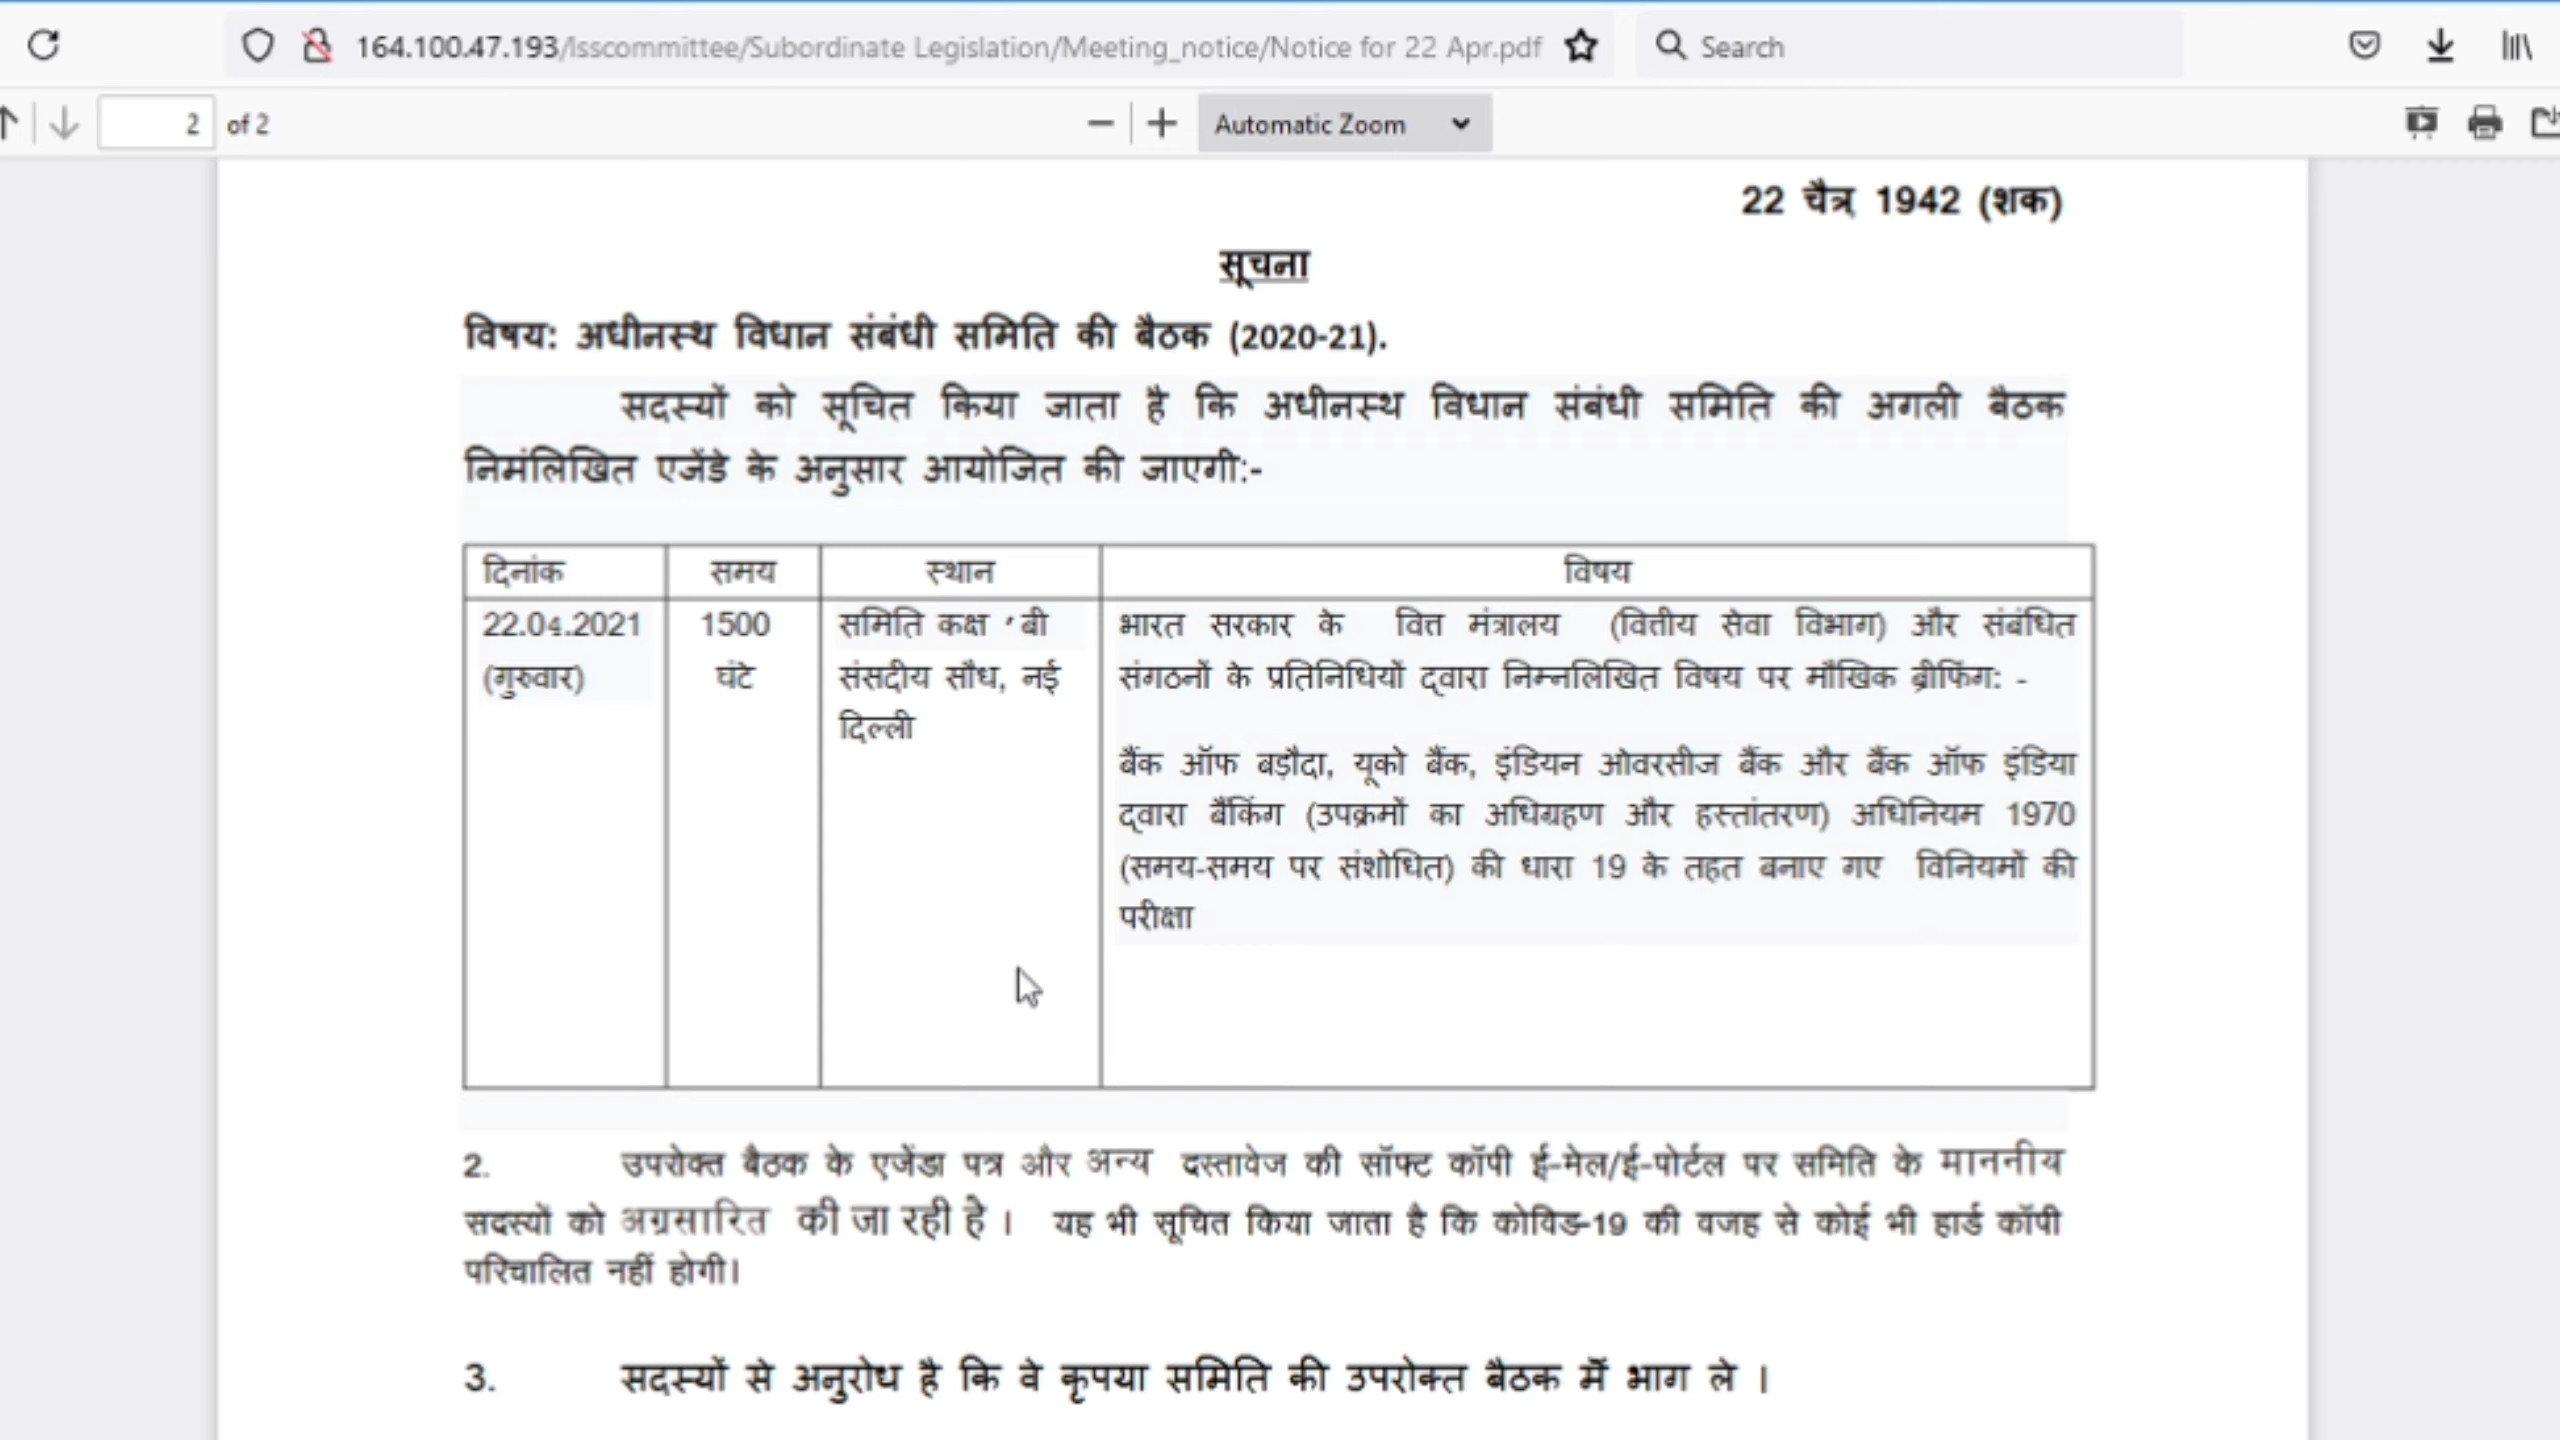 164.100.47.193/lsscommittee/Subordinate Legislation/Meeting_notice/Notice for 22 Apr.pdf
Search
2 of 2
Automatic Zoom
22 चैत्र् 1942 (शक)
सूचना
विषय: अधीनस्थ विधान संबंधी समिति की बैठक (2020-21).
सदस्यों को सूचित किया जाता है कि अधीनस्थ विधान संबंधी समिति की अगली बैठक
निमंलिखित एजेंडे के अनुसार आयोजित की जाएगी:-
दिनांक समय स्थान विषय
22.04.2021
(गुरुवार)
1500
घंटे
समिति कक्ष ' बी
संसदीय सौध, नई
दिल्ली
भारत सरकार के वित्त मंत्रालय (वित्तीय सेवा विभाग) और संबंधित
संगठनों के प्रतिनिधियों द्वारा निम्नलिखित विषय पर मौखिक ब्रीफिंग: -
बैंक ऑफ बड़ौदा, यूको बैंक, इंडियन ओवरसीज बैंक और बैंक ऑफ इंडिया
द्वारा बैंकिंग (उपक्रमों का अधिग्रहण और हस्तांतरण) अधिनियम 1970
(समय-समय पर संशोधित) की धारा 19 के तहत बनाए गए विनियमों की
परीक्षा
2. उपरोक्त बैठक के एजेंडा पत्र और अन्य दस्तावेज की सॉफ्ट कॉपी ई-मेल/ई-पोर्टल पर समिति के माननीय
सदस्यों को अग्रसारित की जा रही है । यह भी सूचित किया जाता है कि कोविड-19 की वजह से कोई भी हार्ड कॉपी
परिचालित नहीं होगी।
3. सदस्यों से अनुरोध है कि वे कृपया समिति की उपरोक्त बैठक में भाग ले ।